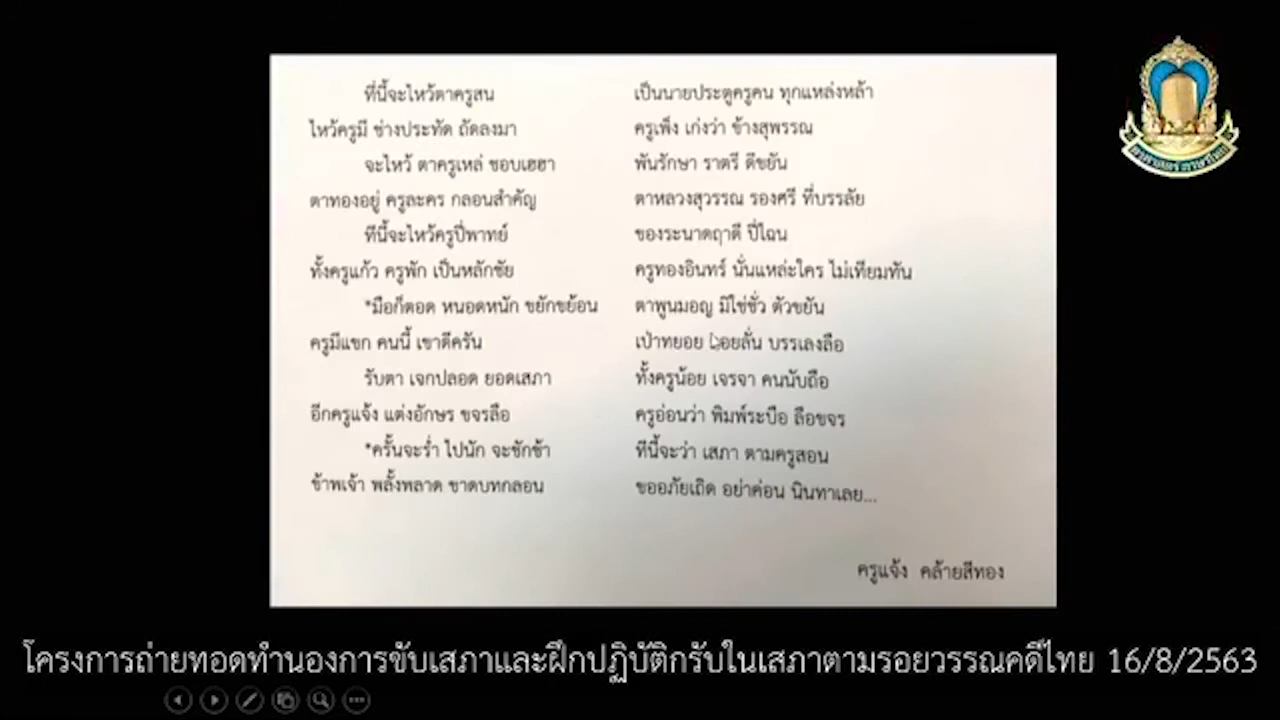 ที่นี้จะไหว้ตาครูสน เป็นนายประตูครูคน ทุกแหล่งหล้า
ไหว้ครูมี ช่างประทัด ถัดลงมา ครูเพ็ง เก่งว่า ข้างสุพรรณ
จะไหว้ ตาครูเหล่ ชอบเฮฮา พันรักษา ราตรี ดีขยัน
ตาทองอยู่ ครูละคร กลอนสำคัญ ตาหลวงสุวรรณ รองศรี ที่บรรลัย
ทีนี้จะไหว้ครูปี่พาทย์ ของระนาดฤาดี ปี่ไฉน
ทั้งครูแก้ว ครูพัก เป็นหลักชัย ครูทองอินทร์ นั่นแหล่ะใคร ไม่เทียมทัน
*มือก็ตอด หนอดหนัก ขยักขย้อน ตาพูนมอญ มิใช่ชั่ว ตัวขยัน
ครูมีแขก คนนี้ เขาดีครัน เป่าทยอย ลอยลั่น บรรเลงลือ
รับตา เจกปลอด ยอดเสภา ทั้งครูน้อย เจรจา คนนับถือ
อีกครูแจ้ง แต่งอักษร ขจรลือ ครูอ่อนว่า พิมพ์ระบือ ลือขจร
*ครั้นจะร่ำ ไปนัก จะชักช้า ทีนี้จะว่า เสภา ตามครูสอน
ข้าพเจ้า พลั้งพลาด ขาดบทกลอน ขออภัยเถิด อย่าค่อน นินทาเลย...
ครูแจ้ง คล้ายสีทอง
โครงการถ่ายทอดทำนองการขับเสภาและฝึกปฏิบัติกรับในเสภาตามรอยวรรณคดีไทย 16/8/2563